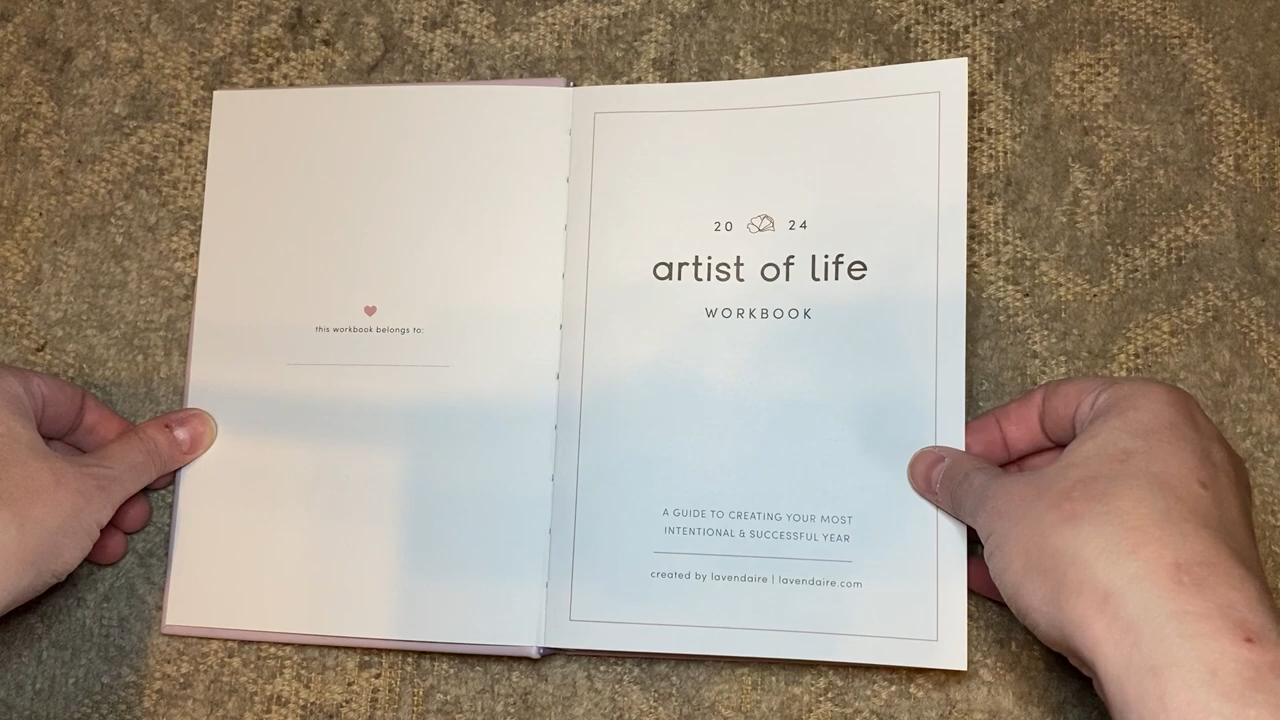 this workbook belongs to:
20 24
artist of life
WORKBOOK
A GUIDE TO CREATING YOUR MOST
INTENTIONAL & SUCCESSFUL YEAR
created by lavendaire | lavendaire.com